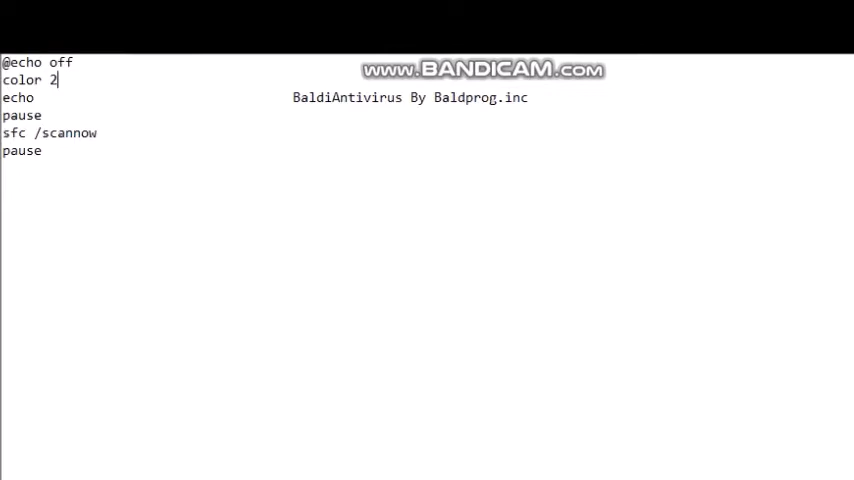 @echo off
www.BANDICAM.com
color 2
echo                                BaldiAntivirus By Baldprog.inc
pause
sfc /scannow
pause